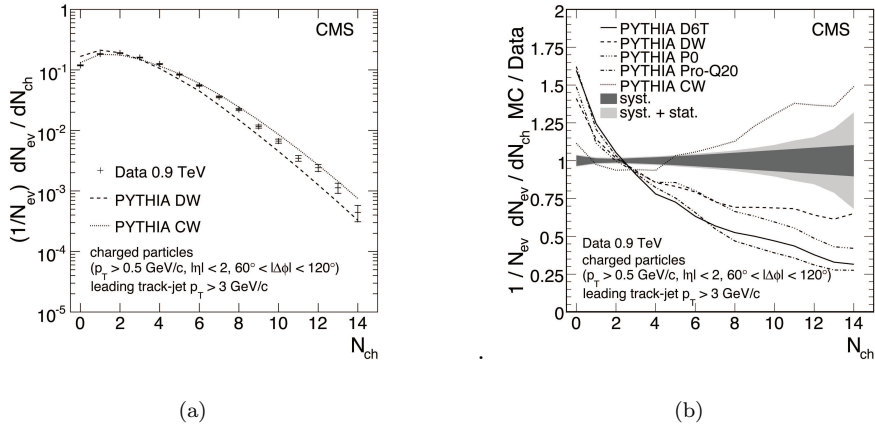 1
10⁻¹
10⁻²
10⁻³
10⁻⁴
10⁻⁵
(1/N_ev) dN_ev / dN_ch
CMS
Data 0.9 TeV
PYTHIA DW
PYTHIA CW
charged particles
(p_T > 0.5 GeV/c, |η| < 2, 60° < |Δφ| < 120°)
leading track-jet p_T > 3 GeV/c
0 2 4 6 8 10 12 14
N_ch
(a)
2
1.75
1.5
1.25
1
0.75
0.5
0.25
0
1 / N_ev dN_ev / dN_ch MC / Data
PYTHIA D6T
PYTHIA DW
PYTHIA P0
PYTHIA Pro-Q20
PYTHIA CW
syst.
syst. + stat.
CMS
Data 0.9 TeV
charged particles
(p_T > 0.5 GeV/c, |η| < 2, 60° < |Δφ| < 120°)
leading track-jet p_T > 3 GeV/c
0 2 4 6 8 10 12 14
N_ch
.
(b)